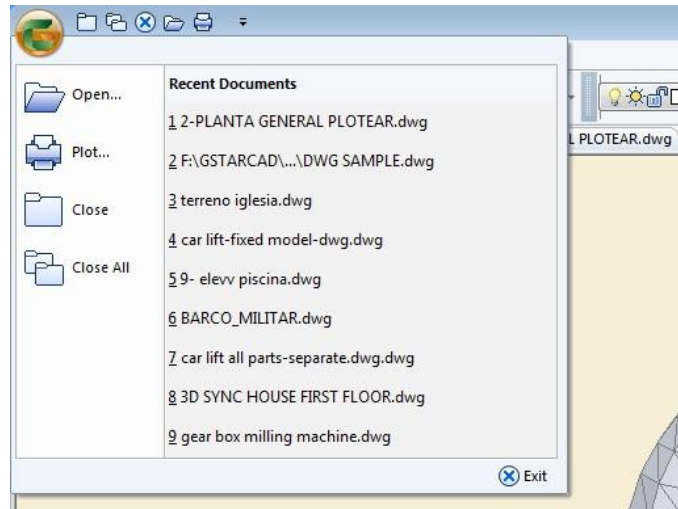 Open...
Plot...
Close
Close All
Recent Documents
1 2-PLANTA GENERAL PLOTEAR.dwg
2 F:\GSTARCAD\...\DWG SAMPLE.dwg
3 terreno iglesia.dwg
4 car lift-fixed model-dwg.dwg
5 9- elevv piscina.dwg
6 BARCO_MILITAR.dwg
7 car lift all parts-separate.dwg.dwg
8 3D SYNC HOUSE FIRST FLOOR.dwg
9 gear box milling machine.dwg
Exit
L PLOTEAR.dwg